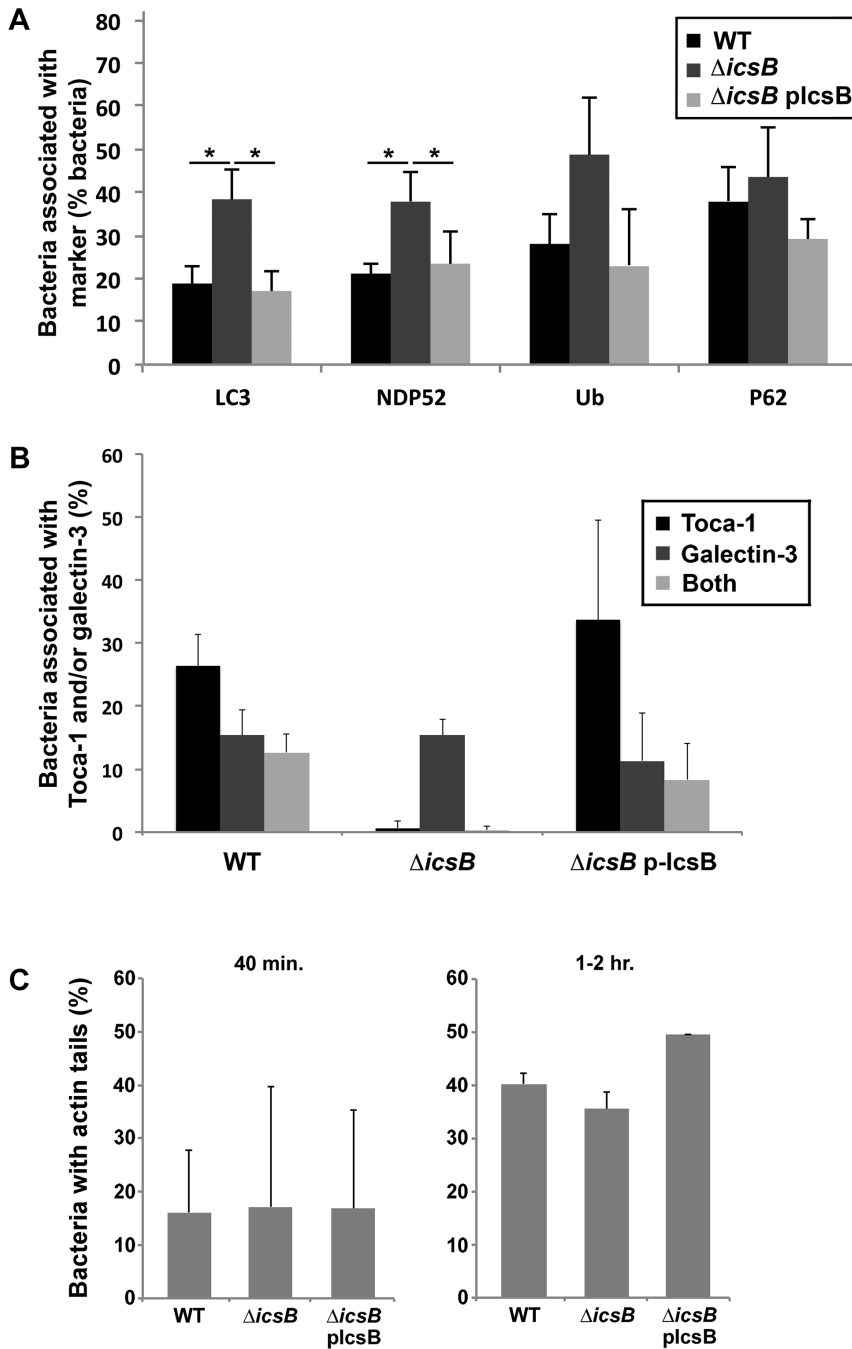 A
Bacteria associated with
marker (% bacteria)
80
70
60
50
40
30
20
10
0
WT
ΔicsB
ΔicsB pIcsB
* *
* *
LC3 NDP52 Ub P62
B
Bacteria associated with
Toca-1 and/or galectin-3 (%)
60
50
40
30
20
10
0
Toca-1
Galectin-3
Both
WT ΔicsB ΔicsB p-IcsB
C
Bacteria with actin tails (%)
40 min.
60
50
40
30
20
10
0
WT ΔicsB ΔicsB
pIcsB
1-2 hr.
60
50
40
30
20
10
0
WT ΔicsB ΔicsB
pIcsB